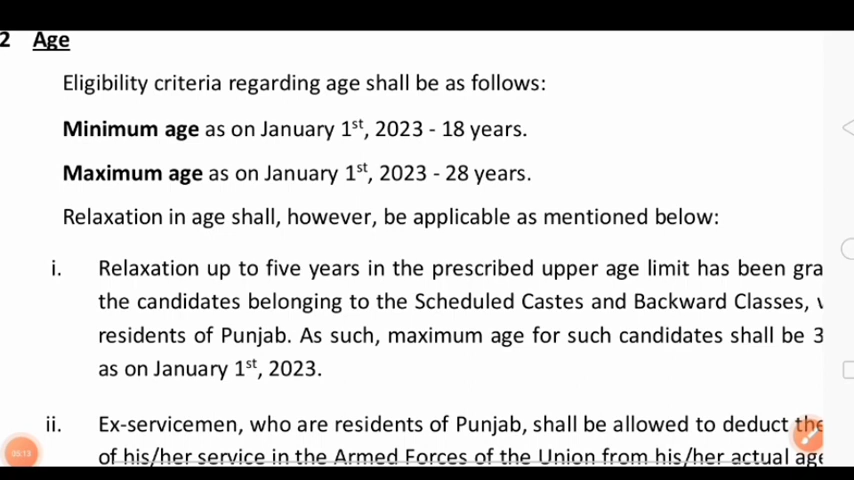 2 Age
Eligibility criteria regarding age shall be as follows:
Minimum age as on January 1st, 2023 - 18 years.
Maximum age as on January 1st, 2023 - 28 years.
Relaxation in age shall, however, be applicable as mentioned below:
i. Relaxation up to five years in the prescribed upper age limit has been gra
the candidates belonging to the Scheduled Castes and Backward Classes,
residents of Punjab. As such, maximum age for such candidates shall be 3
as on January 1st, 2023.
ii. Ex-servicemen, who are residents of Punjab, shall be allowed to deduct the
05:13 of his/her service in the Armed Forces of the Union from his/her actual age